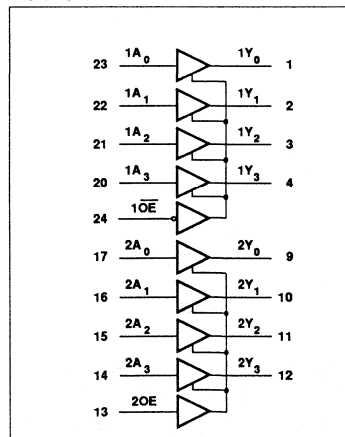 23 1A0 1Y0 1
22 1A1 1Y1 2
21 1A2 1Y2 3
20 1A3 1Y3 4
24 1O̅E̅
17 2A0 2Y0 9
16 2A1 2Y1 10
15 2A2 2Y2 11
14 2A3 2Y3 12
13 2OE